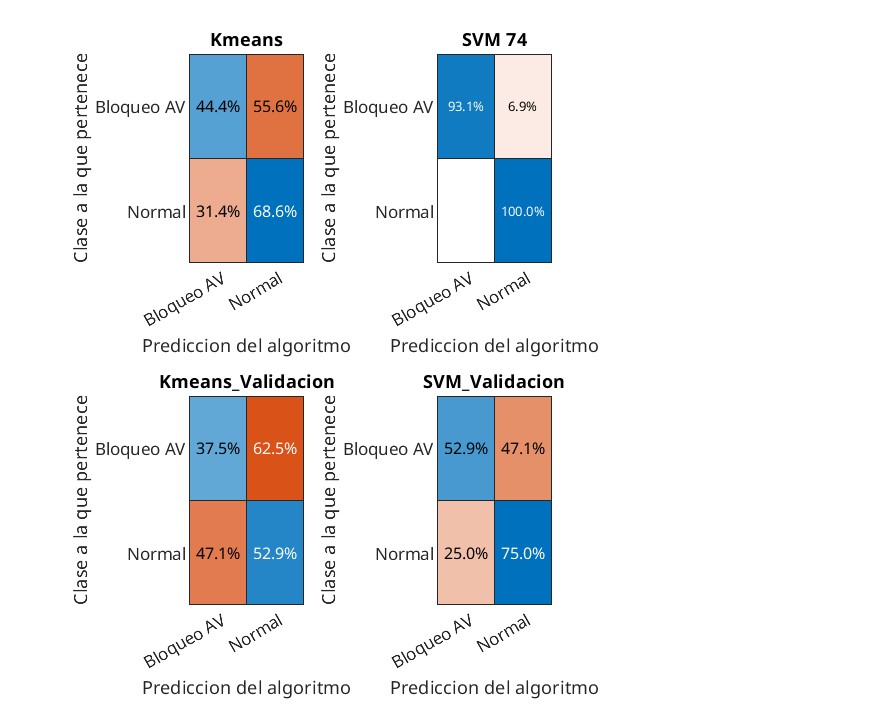 Kmeans
Clase a la que pertenece
Bloqueo AV
44.4%
55.6%
Normal
31.4%
68.6%
Bloqueo AV
Normal
Prediccion del algoritmo
SVM 74
Clase a la que pertenece
Bloqueo AV
93.1%
6.9%
Normal
100.0%
Bloqueo AV
Normal
Prediccion del algoritmo
Kmeans_Validacion
Clase a la que pertenece
Bloqueo AV
37.5%
62.5%
Normal
47.1%
52.9%
Bloqueo AV
Normal
Prediccion del algoritmo
SVM_Validacion
Clase a la que pertenece
Bloqueo AV
52.9%
47.1%
Normal
25.0%
75.0%
Bloqueo AV
Normal
Prediccion del algoritmo